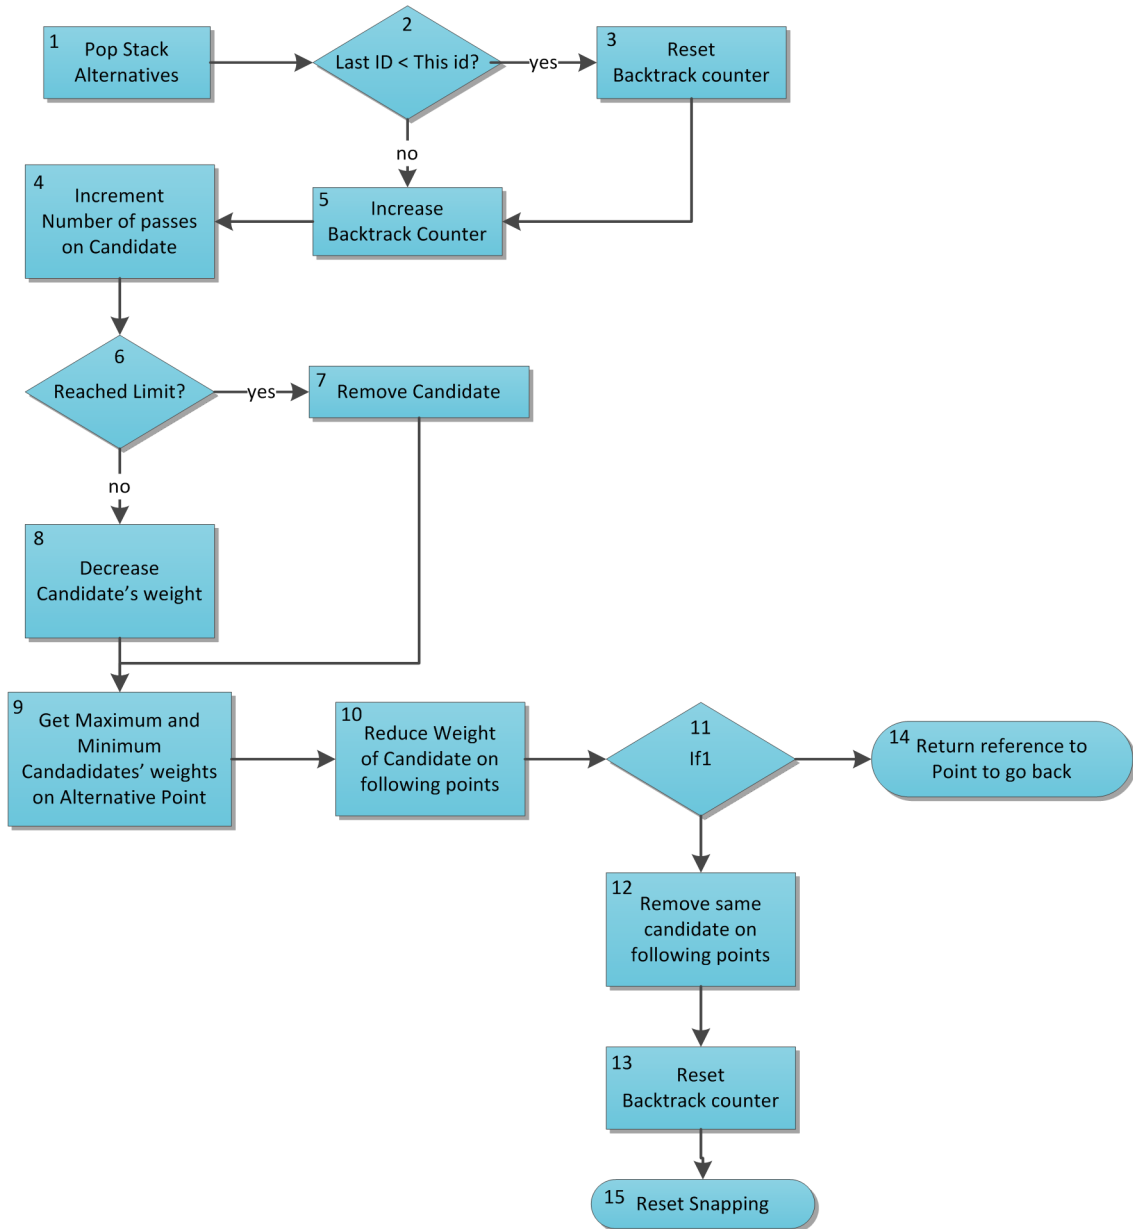 1
Pop Stack
Alternatives
2
Last ID < This id?
yes
3
Reset
Backtrack counter
no
4
Increment
Number of passes
on Candidate
5
Increase
Backtrack Counter
6
Reached Limit?
yes
7
Remove Candidate
no
8
Decrease
Candidate’s weight
9
Get Maximum and
Minimum
Candadidates’ weights
on Alternative Point
10
Reduce Weight
of Candidate on
following points
11
If1
14
Return reference to
Point to go back
12
Remove same
candidate on
following points
13
Reset
Backtrack counter
15
Reset Snapping